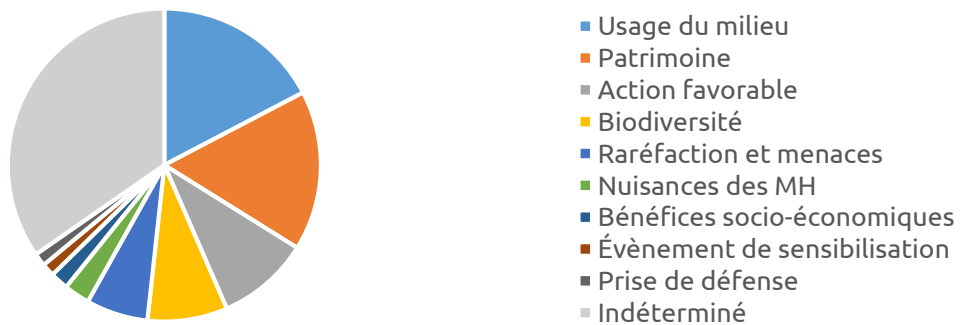 Usage du milieu
Patrimoine
Action favorable
Biodiversité
Raréfaction et menaces
Nuisances des MH
Bénéfices socio-économiques
Évènement de sensibilisation
Prise de défense
Indéterminé